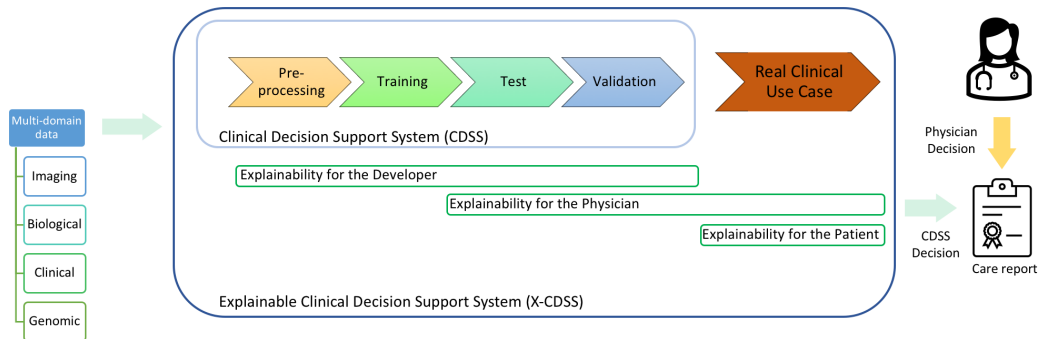 Multi-domain
data
Imaging
Biological
Clinical
Genomic
Pre-
processing
Training
Test
Validation
Clinical Decision Support System (CDSS)
Real Clinical
Use Case
Explainability for the Developer
Explainability for the Physician
Explainability for the Patient
Explainable Clinical Decision Support System (X-CDSS)
Physician
Decision
CDSS
Decision
Care report